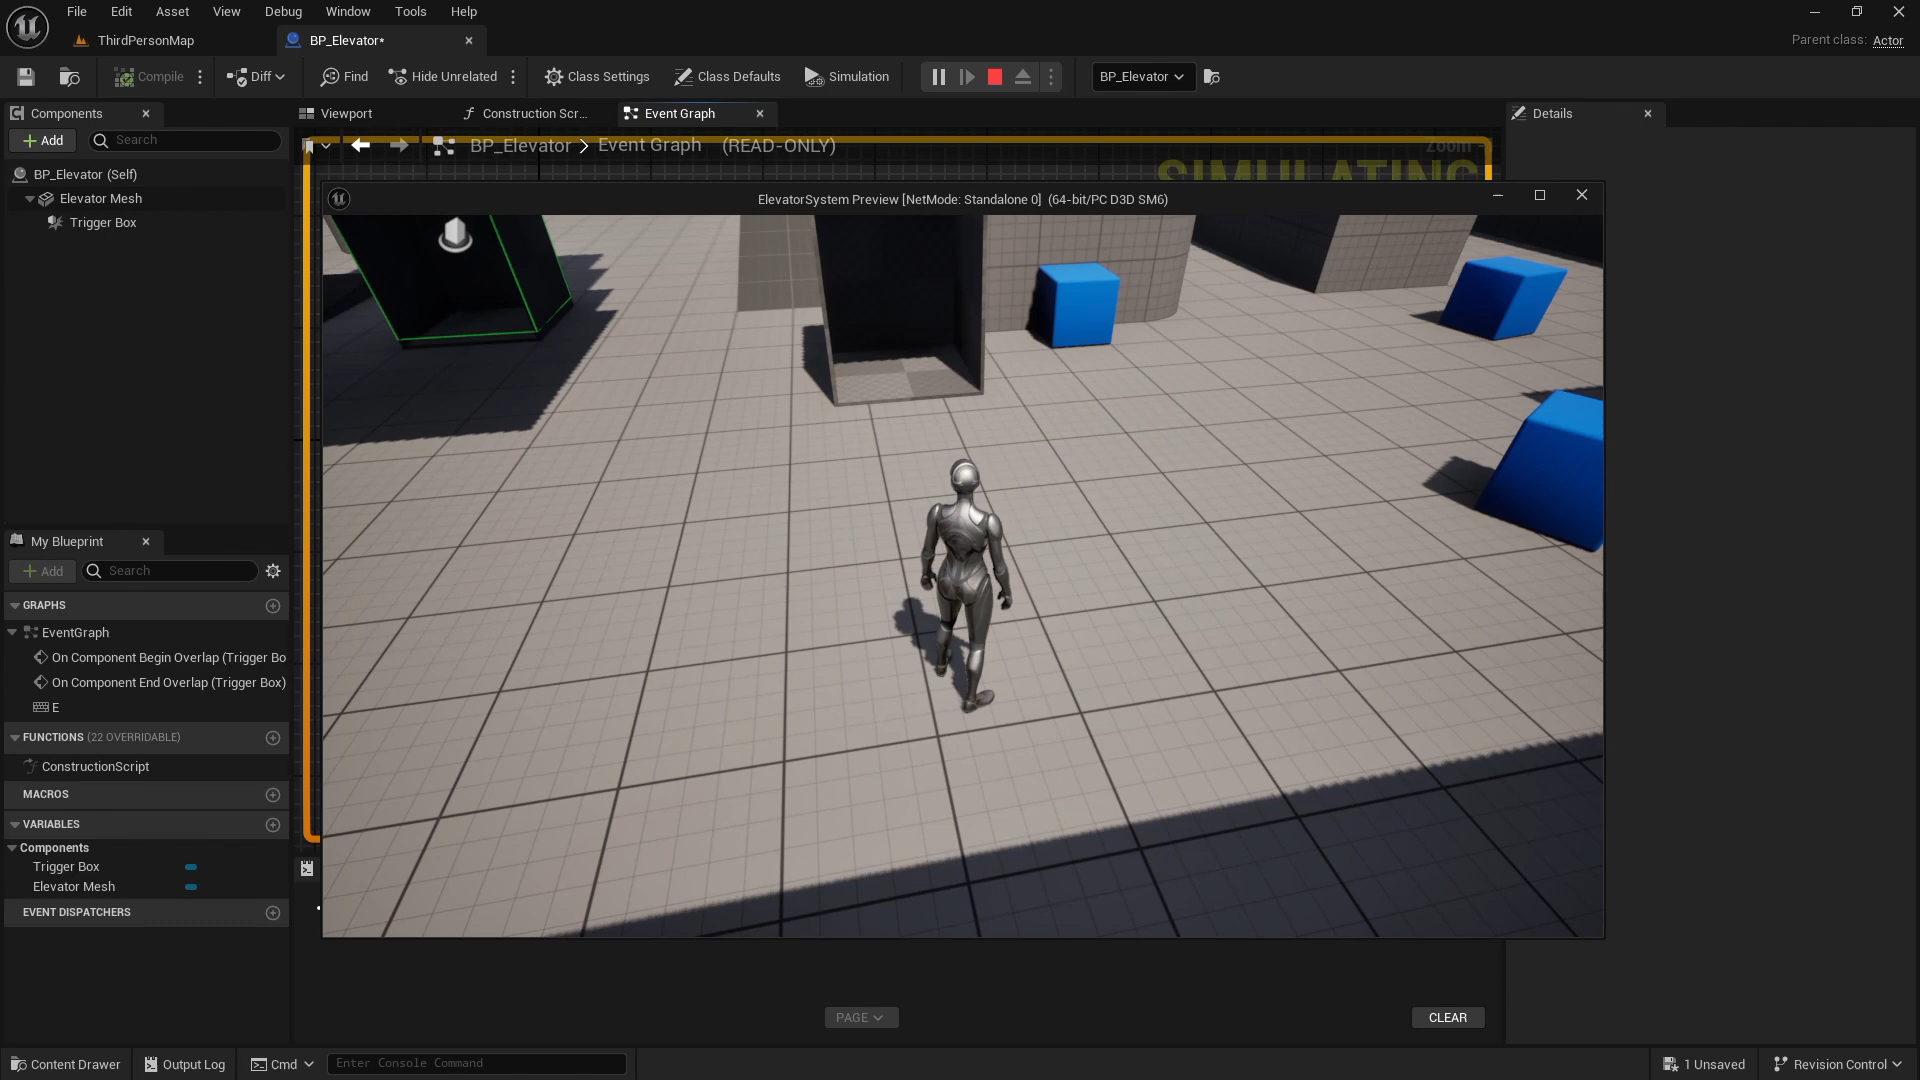 File Edit Asset View Debug Window Tools Help
ThirdPersonMap
BP_Elevator*
Parent class: Actor
Compile
Diff
Find
Hide Unrelated
Class Settings
Class Defaults
Simulation
BP_Elevator
Components
Viewport
Construction Scr...
Event Graph
Details
Add
Search
BP_Elevator > Event Graph (READ-ONLY)
Zoom
SIMULATING
BP_Elevator (Self)
Elevator Mesh
Trigger Box
ElevatorSystem Preview [NetMode: Standalone 0] (64-bit/PC D3D SM6)
My Blueprint
Add
Search
GRAPHS
EventGraph
On Component Begin Overlap (Trigger Bo
On Component End Overlap (Trigger Box)
E
FUNCTIONS (22 OVERRIDABLE)
ConstructionScript
MACROS
VARIABLES
Components
Trigger Box
Elevator Mesh
EVENT DISPATCHERS
PAGE
CLEAR
Content Drawer
Output Log
Cmd
Enter Console Command
1 Unsaved
Revision Control